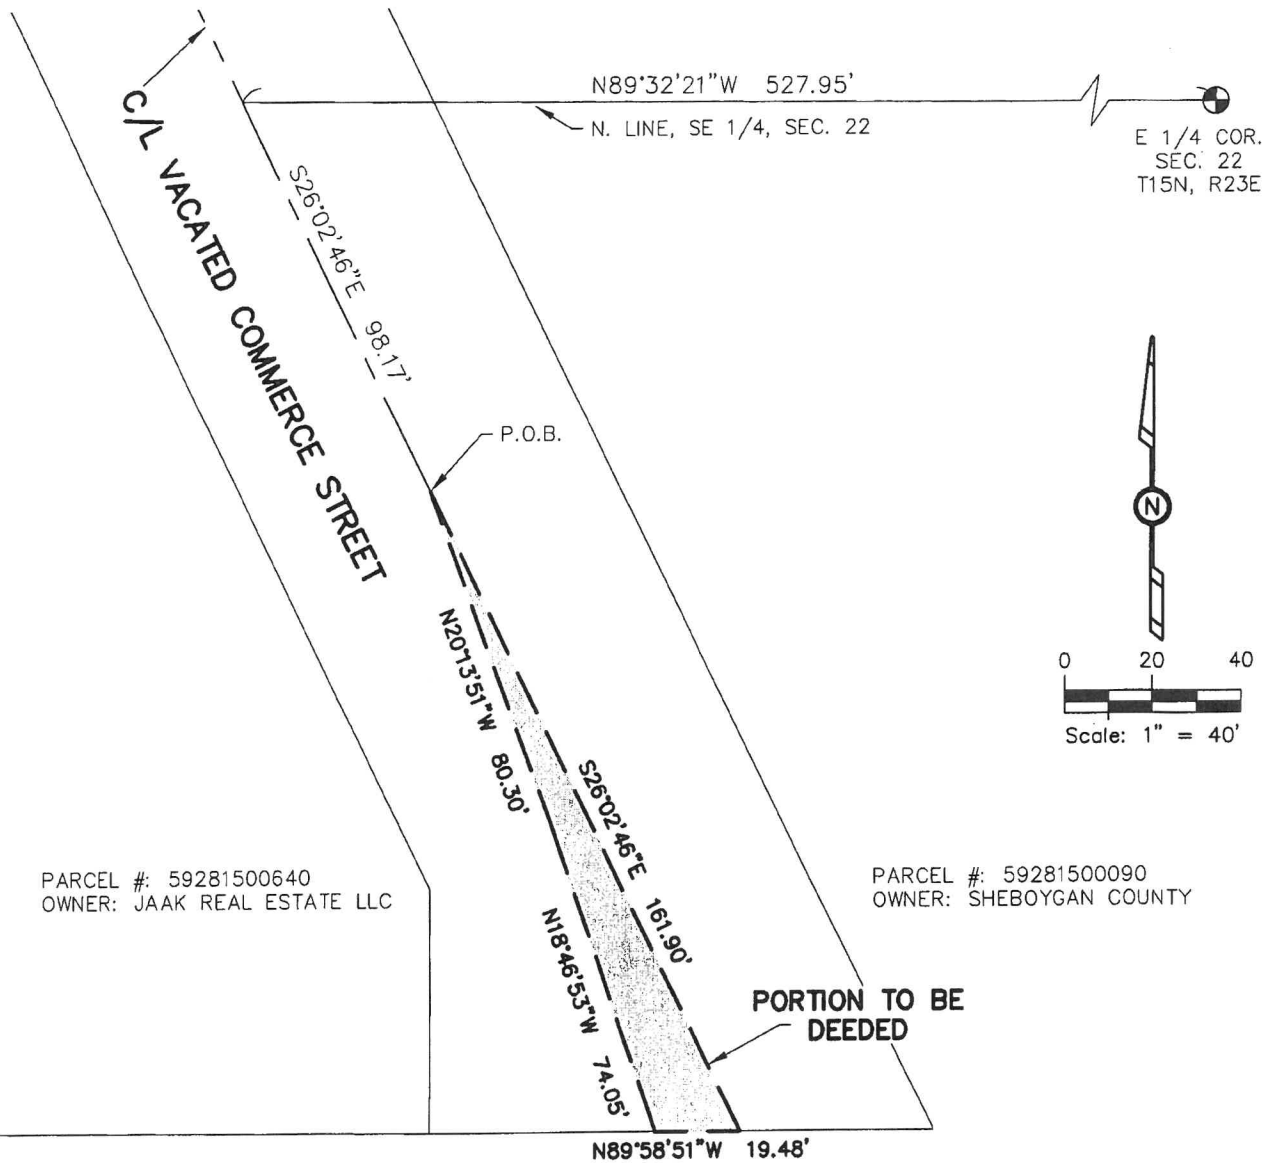 N89°32'21"W 527.95'
N. LINE, SE 1/4, SEC. 22
E 1/4 COR.
SEC. 22
T15N, R23E
C/L VACATED COMMERCE STREET
S26°02'46"E 98.17'
P.O.B.
N
0 20 40
Scale: 1" = 40'
N20°13'51"W 80.30'
S26°02'46"E 161.90'
PARCEL #: 59281500640
OWNER: JAAK REAL ESTATE LLC
PARCEL #: 59281500090
OWNER: SHEBOYGAN COUNTY
N18°46'53"W 74.05'
PORTION TO BE
DEEDED
N89°58'51"W 19.48'